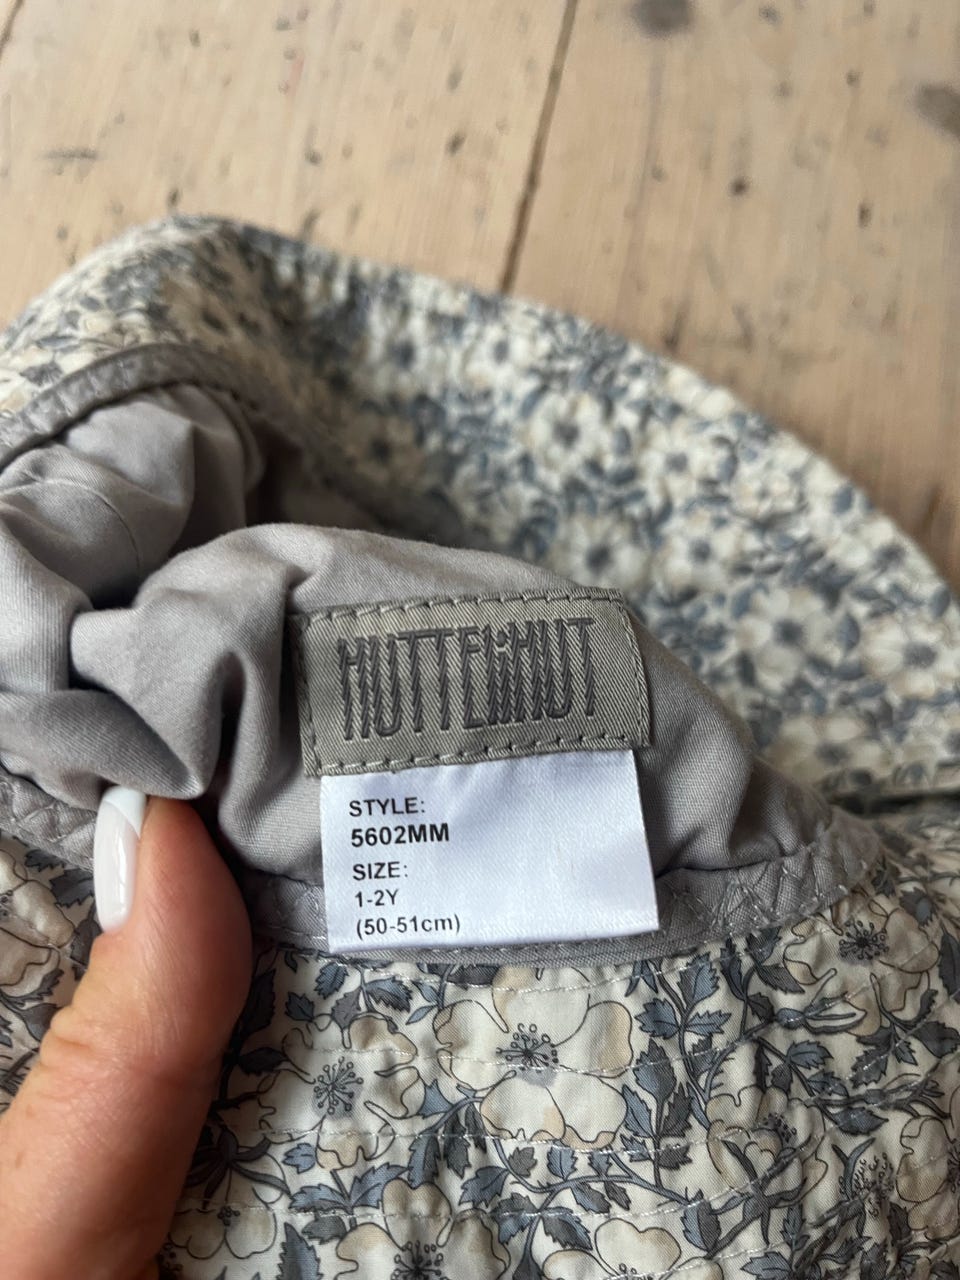 HUTTEliHUT
STYLE:
5602MM
SIZE:
1-2Y
(50-51cm)